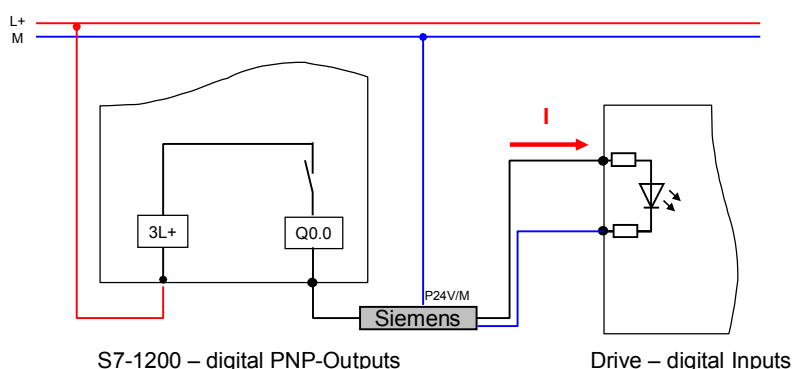 L+
M
I
3L+
Q0.0
P24V/M
Siemens
S7-1200 – digital PNP-Outputs
Drive – digital Inputs